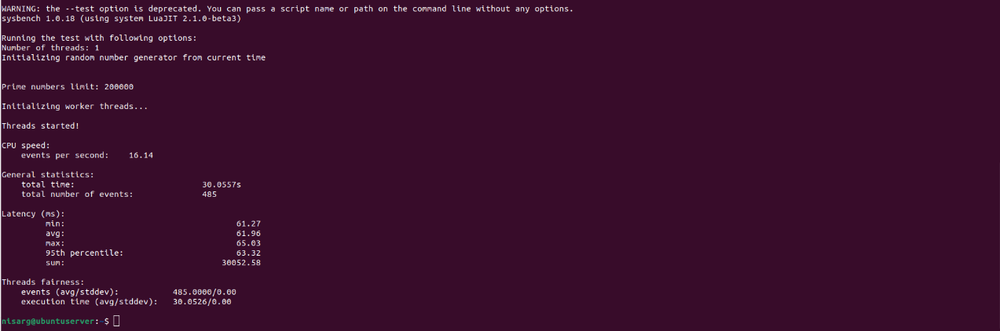 WARNING: the --test option is deprecated. You can pass a script name or path on the command line without any options.
sysbench 1.0.18 (using system LuaJIT 2.1.0-beta3)
Running the test with following options:
Number of threads: 1
Initializing random number generator from current time
Prime numbers limit: 200000
Initializing worker threads...
Threads started!
CPU speed:
events per second: 16.14
General statistics:
total time: 30.0557s
total number of events: 485
Latency (ms):
min: 61.27
avg: 61.96
max: 65.03
95th percentile: 63.32
sum: 30052.58
Threads fairness:
events (avg/stddev): 485.0000/0.00
execution time (avg/stddev): 30.0526/0.00
nisarg@ubuntuserver:~$